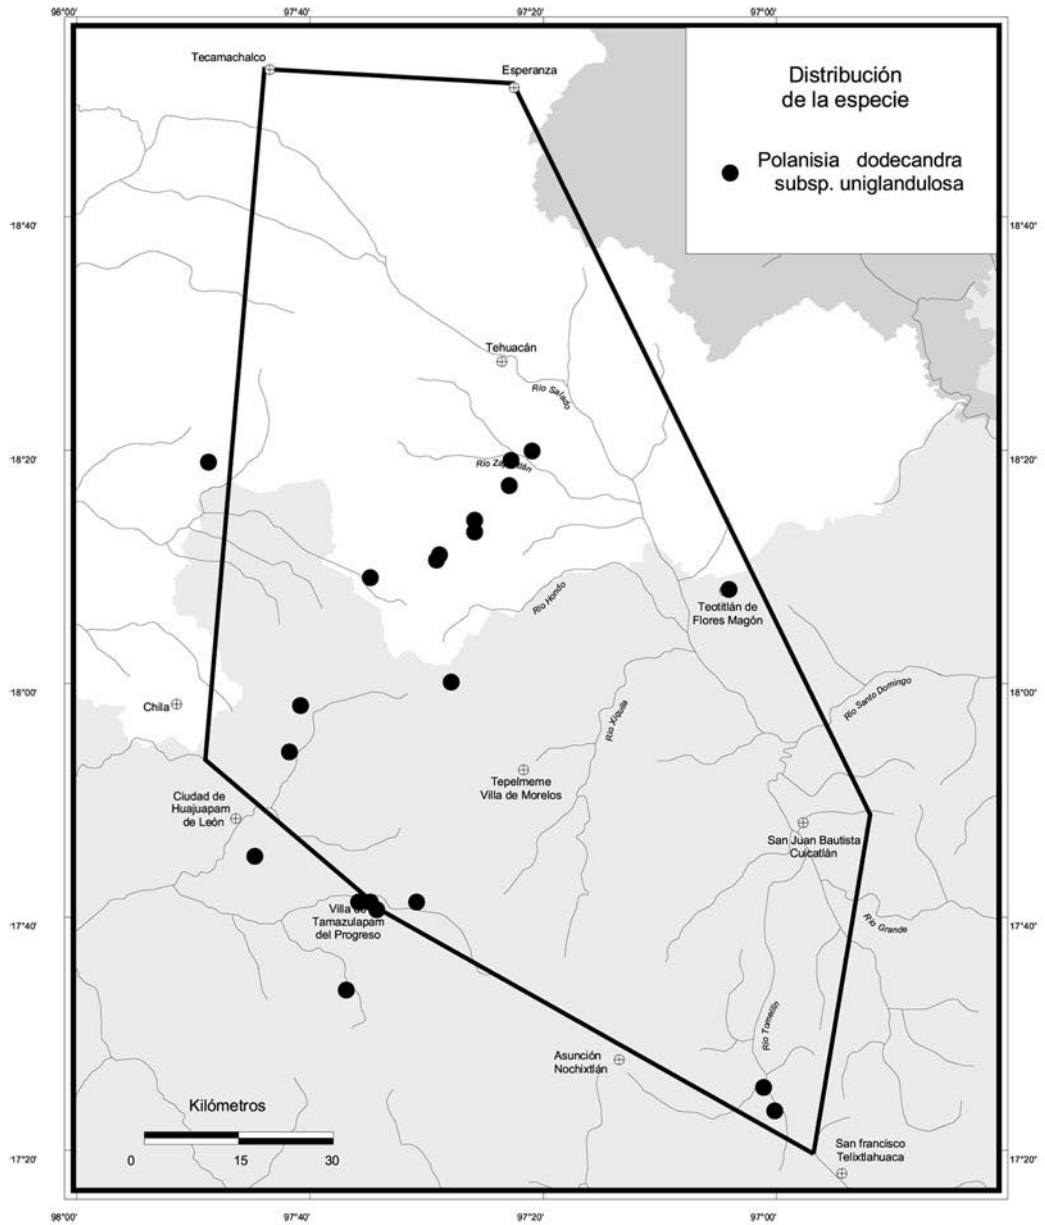 98°00'
97°40'
97°20'
97°00'
Tecamachalco
Esperanza
Distribución
de la especie
Polanisia dodecandra
subsp. uniglandulosa
18°40'
18°40'
Tehuacán
Río Salado
18°20'
18°20'
Río
Teotitlán de
Flores Magón
Río Hondo
18°00'
18°00'
Chila
Río Santo Domingo
Río Xiquila
Tepelmeme
Villa de Morelos
Ciudad de
Huajuapam
de León
San Juan Bautista
Cuicatlán
Villa de
Tamazulapam
del Progreso
17°40'
17°40'
Río Grande
Río Tomellín
Asunción
Nochixtlán
Kilómetros
0 15 30
San francisco
Telixtlahuaca
17°20'
17°20'
98°00'
97°40'
97°20'
97°00'